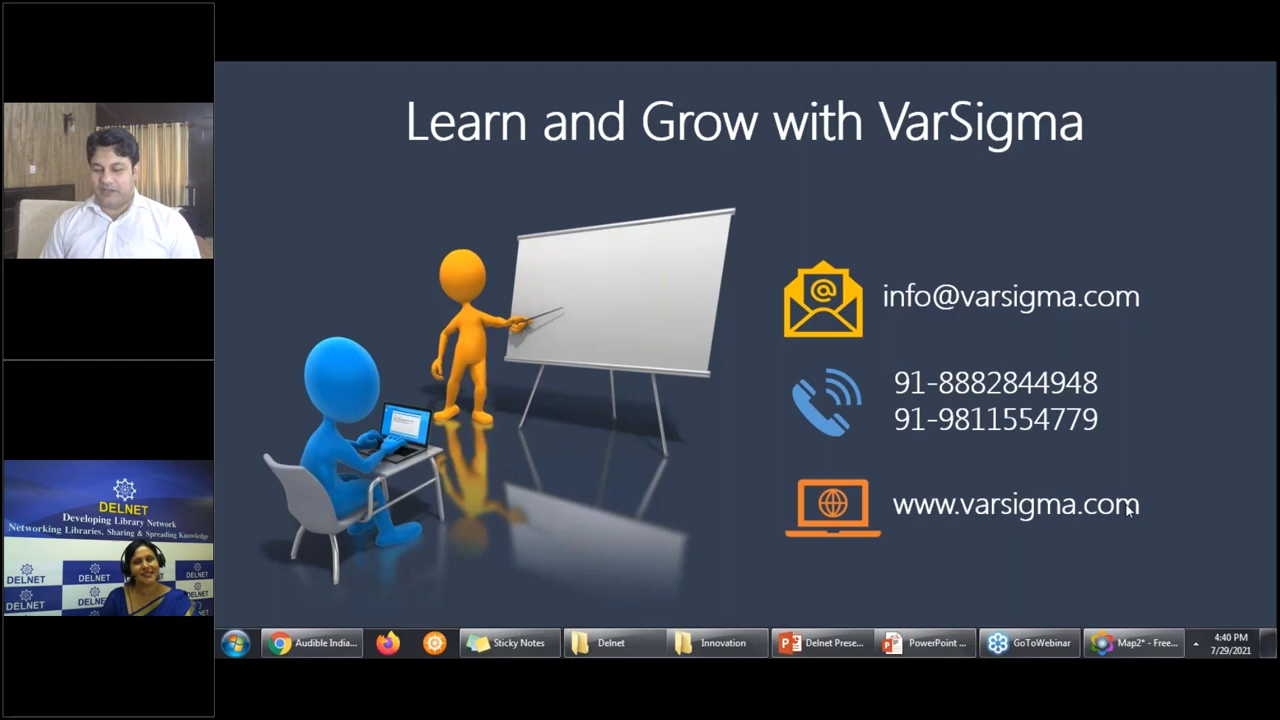 Learn and Grow with VarSigma
info@varsigma.com
91-8882844948
91-9811554779
www.varsigma.com
DELNET
Developing Library Network
Networking Libraries, Sharing & Spreading Knowledge
DELNET
DELNET
DELNET
DELNET
DELNET
DELNET
Audible India...
Sticky Notes
Delnet
Innovation
Delnet Prese...
PowerPoint ...
GoToWebinar
Map2* - Free...
4:40 PM
7/29/2021